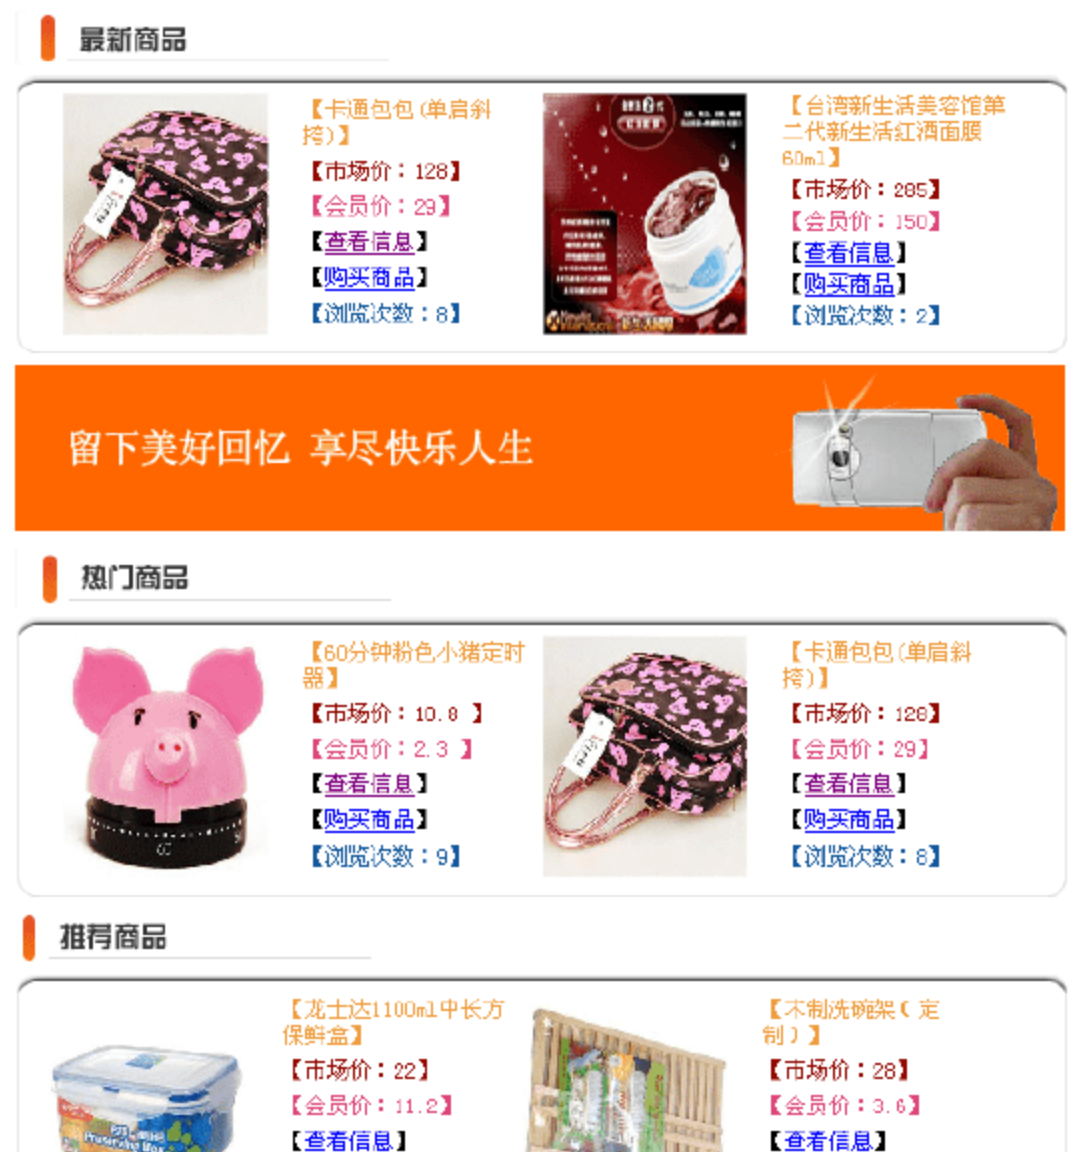 最新商品
【卡通包包(单肩斜
挎)】
【市场价：128】
【会员价：29】
【查看信息】
【购买商品】
【浏览次数：8】
【台湾新生活美容馆第
二代新生活红酒面膜
60ml】
【市场价：285】
【会员价：150】
【查看信息】
【购买商品】
【浏览次数：2】
留下美好回忆 享尽快乐人生
热门商品
【60分钟粉色小猪定时
器】
【市场价：10.8 】
【会员价：2.3 】
【查看信息】
【购买商品】
【浏览次数：9】
【卡通包包(单肩斜
挎)】
【市场价：128】
【会员价：29】
【查看信息】
【购买商品】
【浏览次数：8】
推荐商品
【龙士达1100ml中长方
保鲜盒】
【市场价：22】
【会员价：11.2】
【查看信息】
【木制洗碗架（定
制）】
【市场价：28】
【会员价：3.6】
【查看信息】